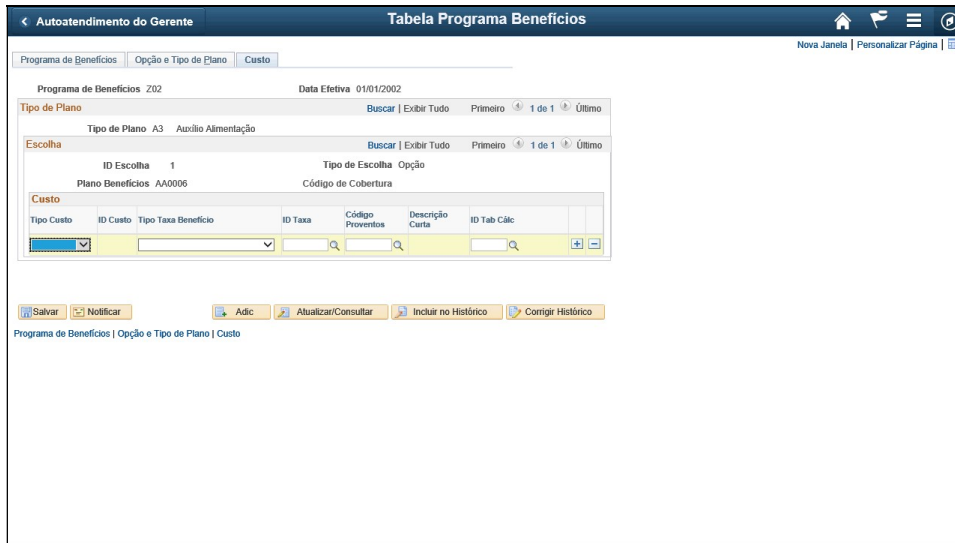 Autoatendimento do Gerente
Tabela Programa Benefícios
Nova Janela | Personalizar Página |
Programa de Benefícios Opção e Tipo de Plano Custo
Programa de Benefícios Z02 Data Efetiva 01/01/2002
Tipo de Plano Buscar | Exibir Tudo Primeiro 1 de 1 Último
Tipo de Plano A3 Auxílio Alimentação
Escolha Buscar | Exibir Tudo Primeiro 1 de 1 Último
ID Escolha 1 Tipo de Escolha Opção
Plano Benefícios AA0006 Código de Cobertura
Custo
Tipo Custo ID Custo Tipo Taxa Benefício ID Taxa Código Proventos Descrição Curta ID Tab Cálc
Salvar Notificar Adic Atualizar/Consultar Incluir no Histórico Corrigir Histórico
Programa de Benefícios | Opção e Tipo de Plano | Custo